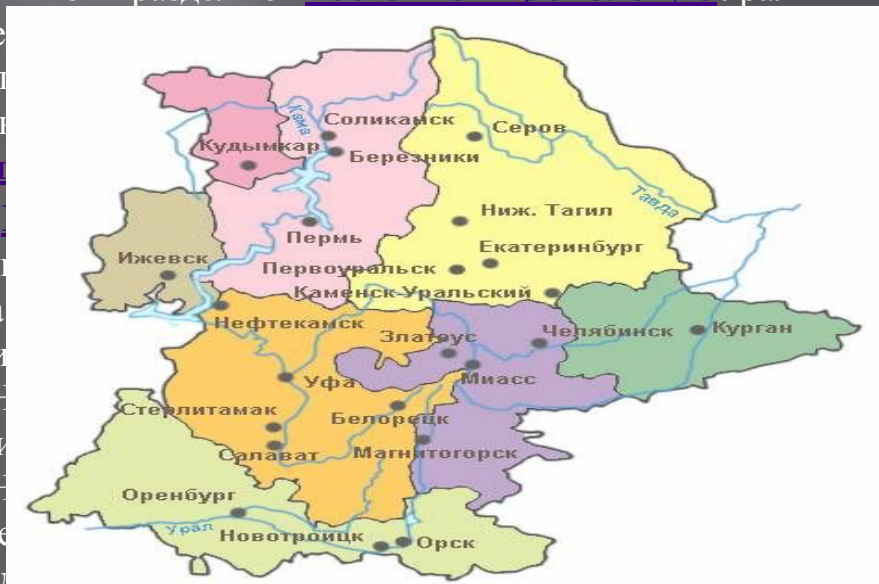 Соликамск
Кама
Серов
Кудымкар
Березники
Тавда
Ниж. Тагил
Пермь
Екатеринбург
Ижевск
Первоуральск
Каменск-Уральский
Нефтекамск
Златоус
Челябинск
Курган
Уфа
Миасс
Стерлитамак
Белорецк
Салават
Магнитогорск
Оренбург
Урал
Новотроицк
Орск